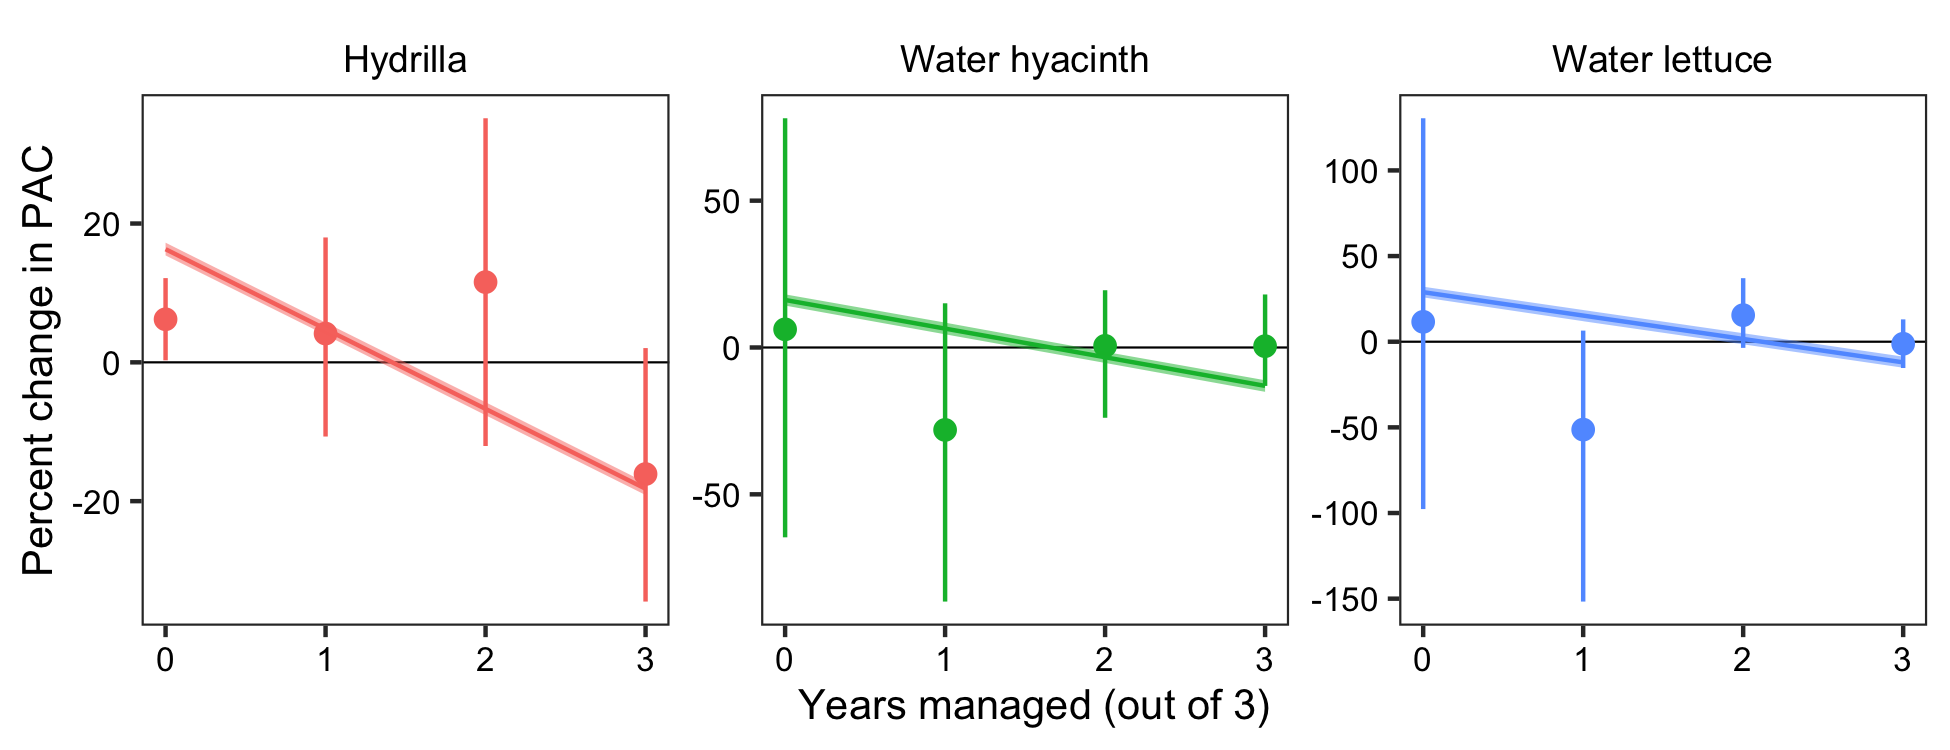 Hydrilla
Water hyacinth
Water lettuce
Percent change in PAC
20
0
-20
50
0
-50
100
50
0
-50
-100
-150
0 1 2 3
0 1 2 3
0 1 2 3
Years managed (out of 3)